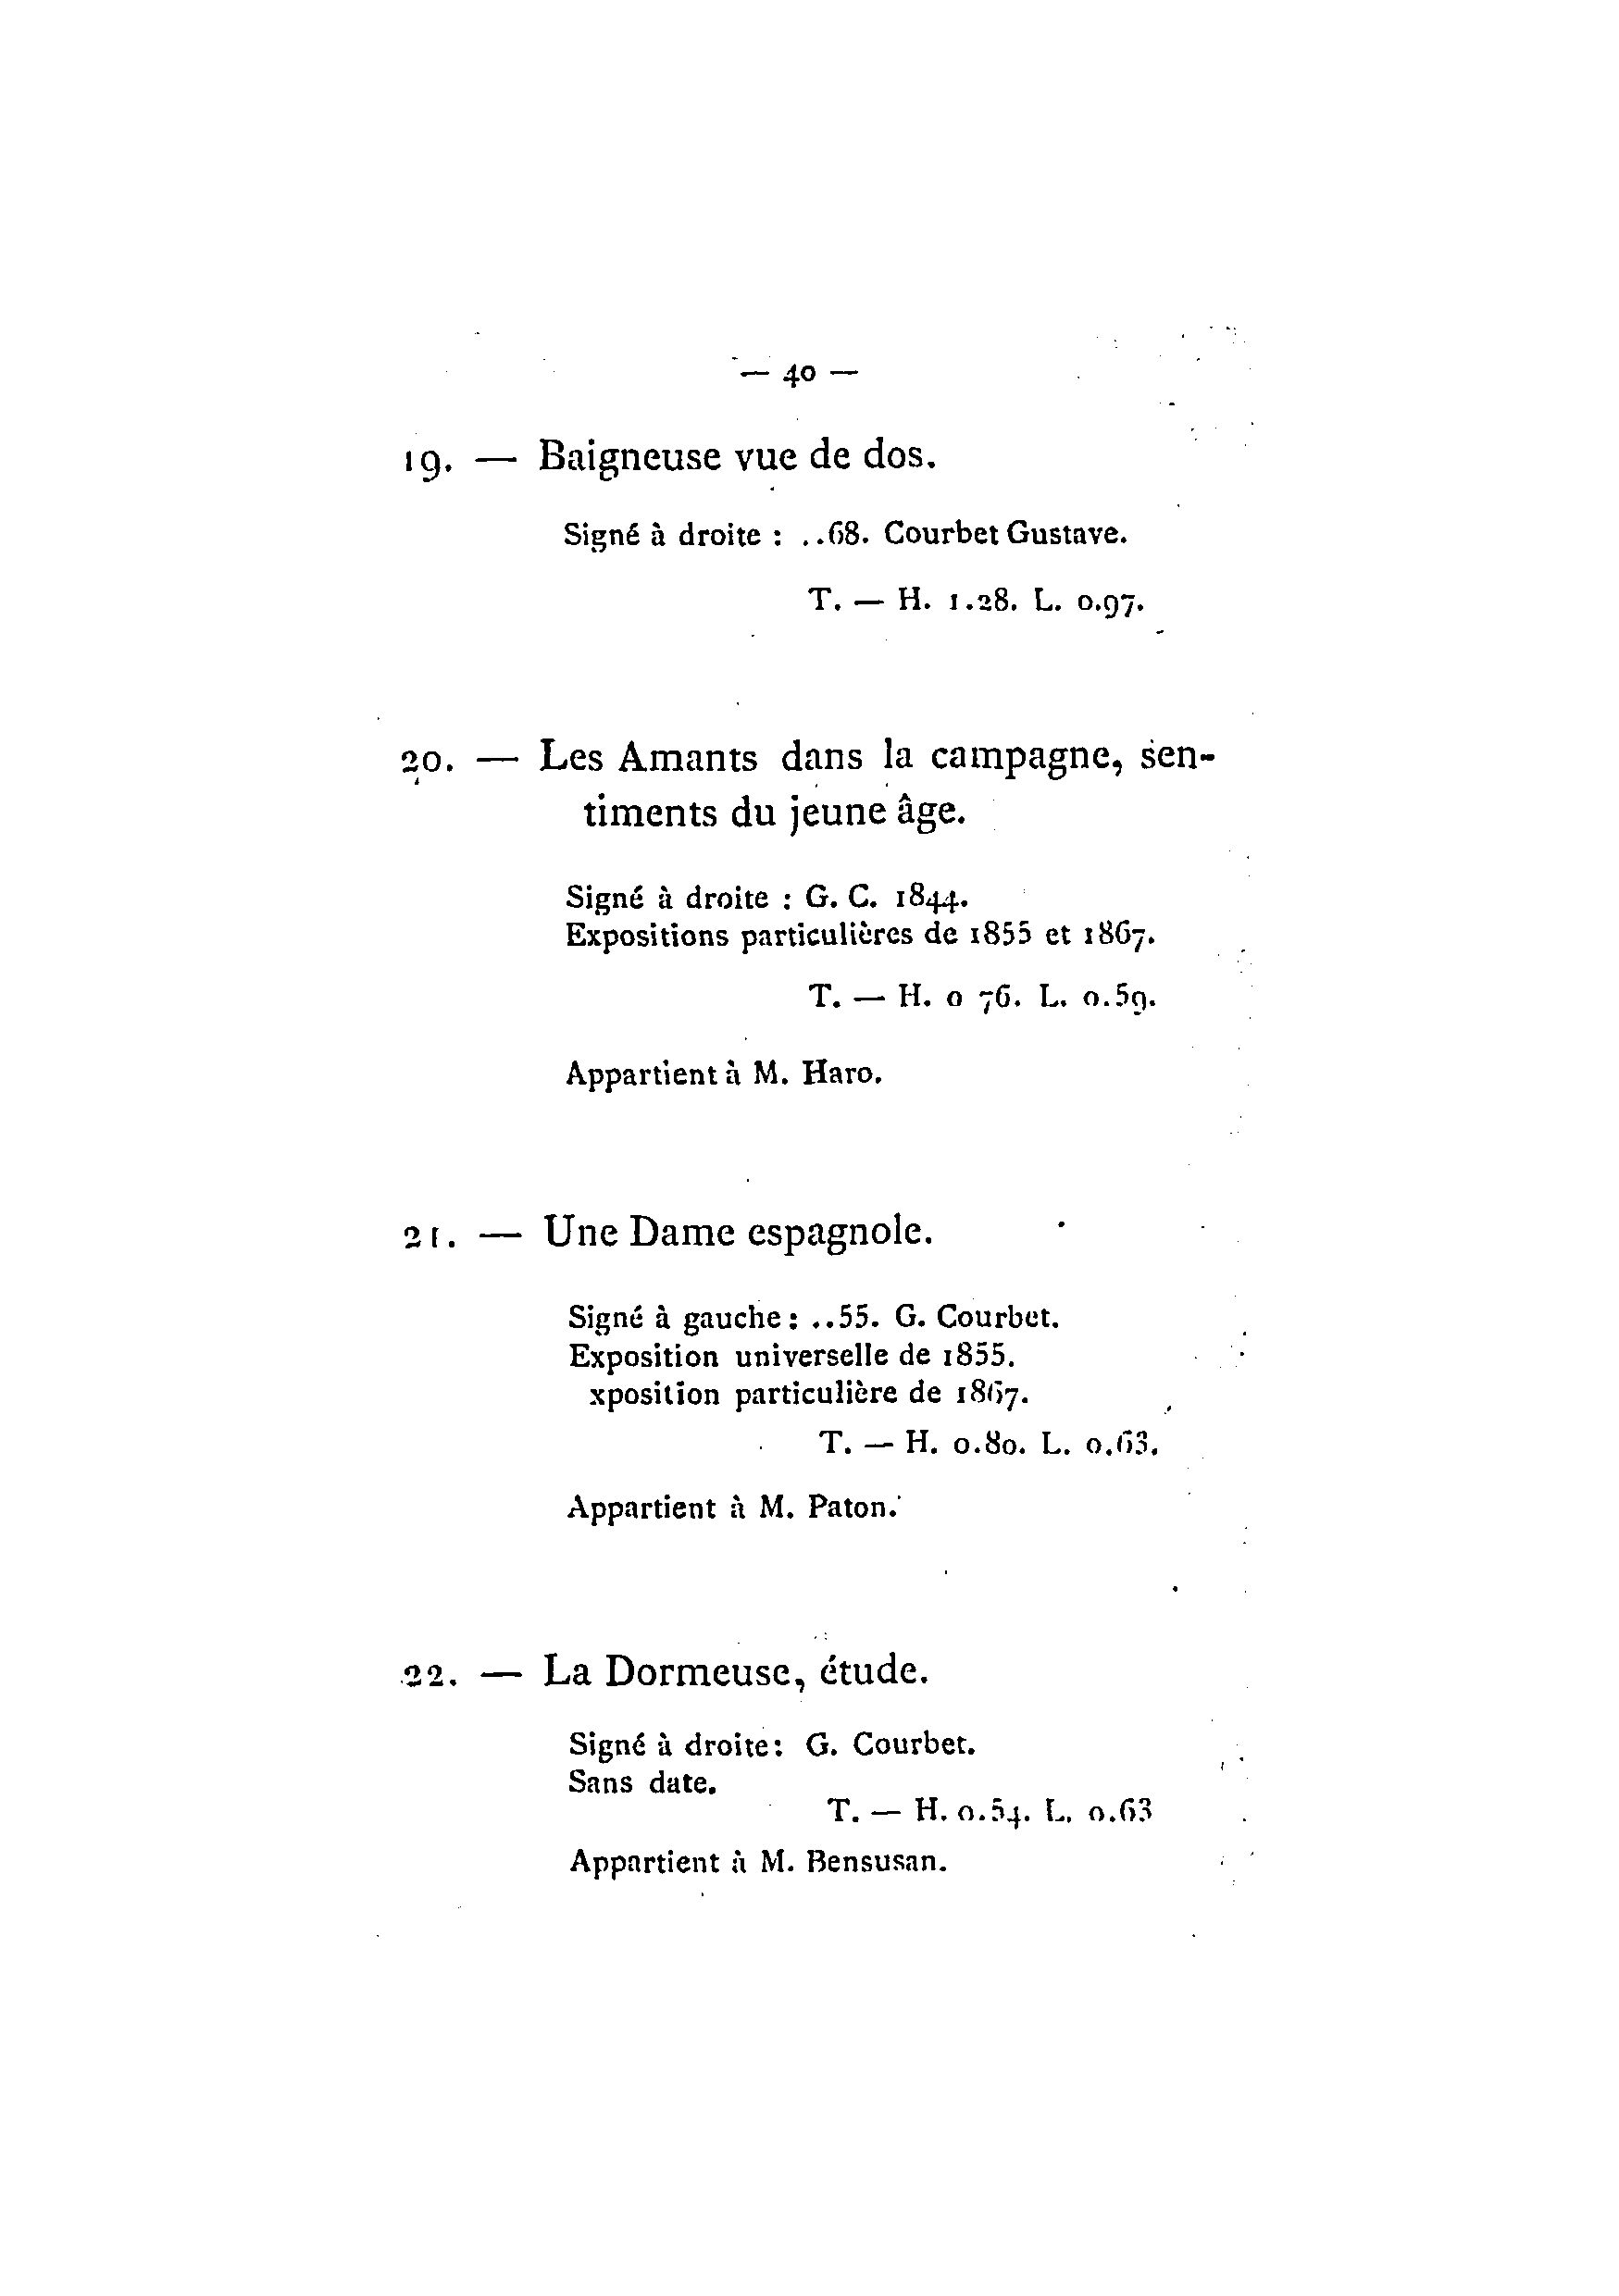 — 40 —
19. — Baigneuse vue de dos.
Signé à droite : ..68. Courbet Gustave.
T. — H. 1.28. L. 0.97.
20. — Les Amants dans la campagne, sen-
timents du jeune âge.
Signé à droite : G. C. 1844.
Expositions particulières de 1855 et 1867.
T. — H. 0 76. L. 0.59.
Appartient à M. Haro.
21. — Une Dame espagnole.
Signé à gauche : ..55. G. Courbet.
Exposition universelle de 1855.
xposition particulière de 1867.
T. — H. 0.80. L. 0.63.
Appartient à M. Paton.
22. — La Dormeuse, étude.
Signé à droite : G. Courbet.
Sans date.
T. — H. 0.54. L. 0.63
Appartient à M. Bensusan.